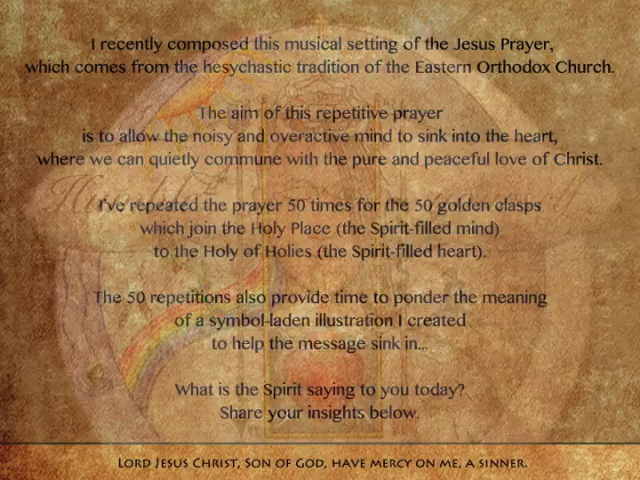 I recently composed this musical setting of the Jesus Prayer,
which comes from the hesychastic tradition of the Eastern Orthodox Church.
The aim of this repetitive prayer
is to allow the noisy and overactive mind to sink into the heart,
where we can quietly commune with the pure and peaceful love of Christ.
I've repeated the prayer 50 times for the 50 golden clasps
which join the Holy Place (the Spirit-filled mind)
to the Holy of Holies (the Spirit-filled heart).
The 50 repetitions also provide time to ponder the meaning
of a symbol-laden illustration I created
to help the message sink in...
What is the Spirit saying to you today?
Share your insights below.
Lord Jesus Christ, Son of God, have mercy on me, a sinner.